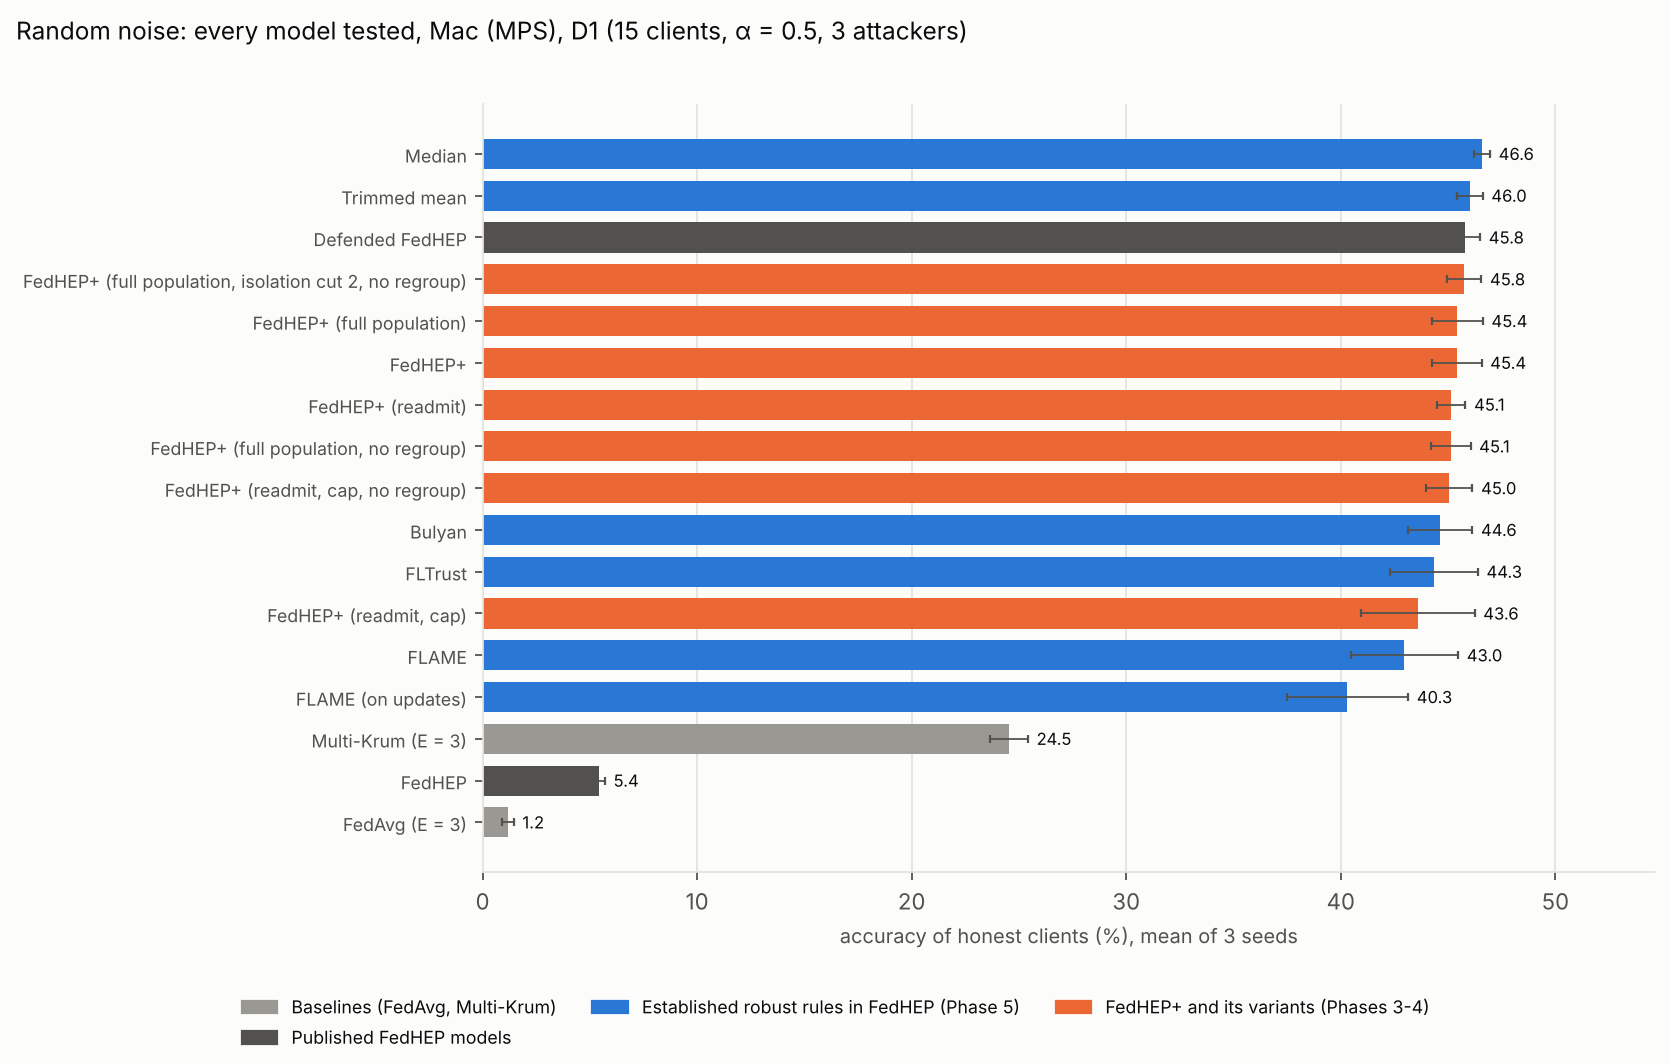 Random noise: every model tested, Mac (MPS), D1 (15 clients, α = 0.5, 3 attackers)
Median 46.6
Trimmed mean 46.0
Defended FedHEP 45.8
FedHEP+ (full population, isolation cut 2, no regroup) 45.8
FedHEP+ (full population) 45.4
FedHEP+ 45.4
FedHEP+ (readmit) 45.1
FedHEP+ (full population, no regroup) 45.1
FedHEP+ (readmit, cap, no regroup) 45.0
Bulyan 44.6
FLTrust 44.3
FedHEP+ (readmit, cap) 43.6
FLAME 43.0
FLAME (on updates) 40.3
Multi-Krum (E = 3) 24.5
FedHEP 5.4
FedAvg (E = 3) 1.2
0 10 20 30 40 50
accuracy of honest clients (%), mean of 3 seeds
Baselines (FedAvg, Multi-Krum) Established robust rules in FedHEP (Phase 5) FedHEP+ and its variants (Phases 3-4)
Published FedHEP models